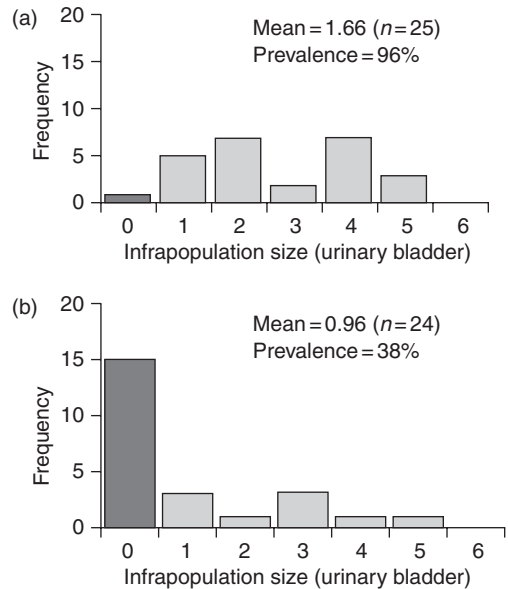 (a)
Mean = 1.66 (n = 25)
Prevalence = 96%
Frequency
20
15
10
5
0
0 1 2 3 4 5 6
Infrapopulation size (urinary bladder)
(b)
Mean = 0.96 (n = 24)
Prevalence = 38%
Frequency
20
15
10
5
0
0 1 2 3 4 5 6
Infrapopulation size (urinary bladder)